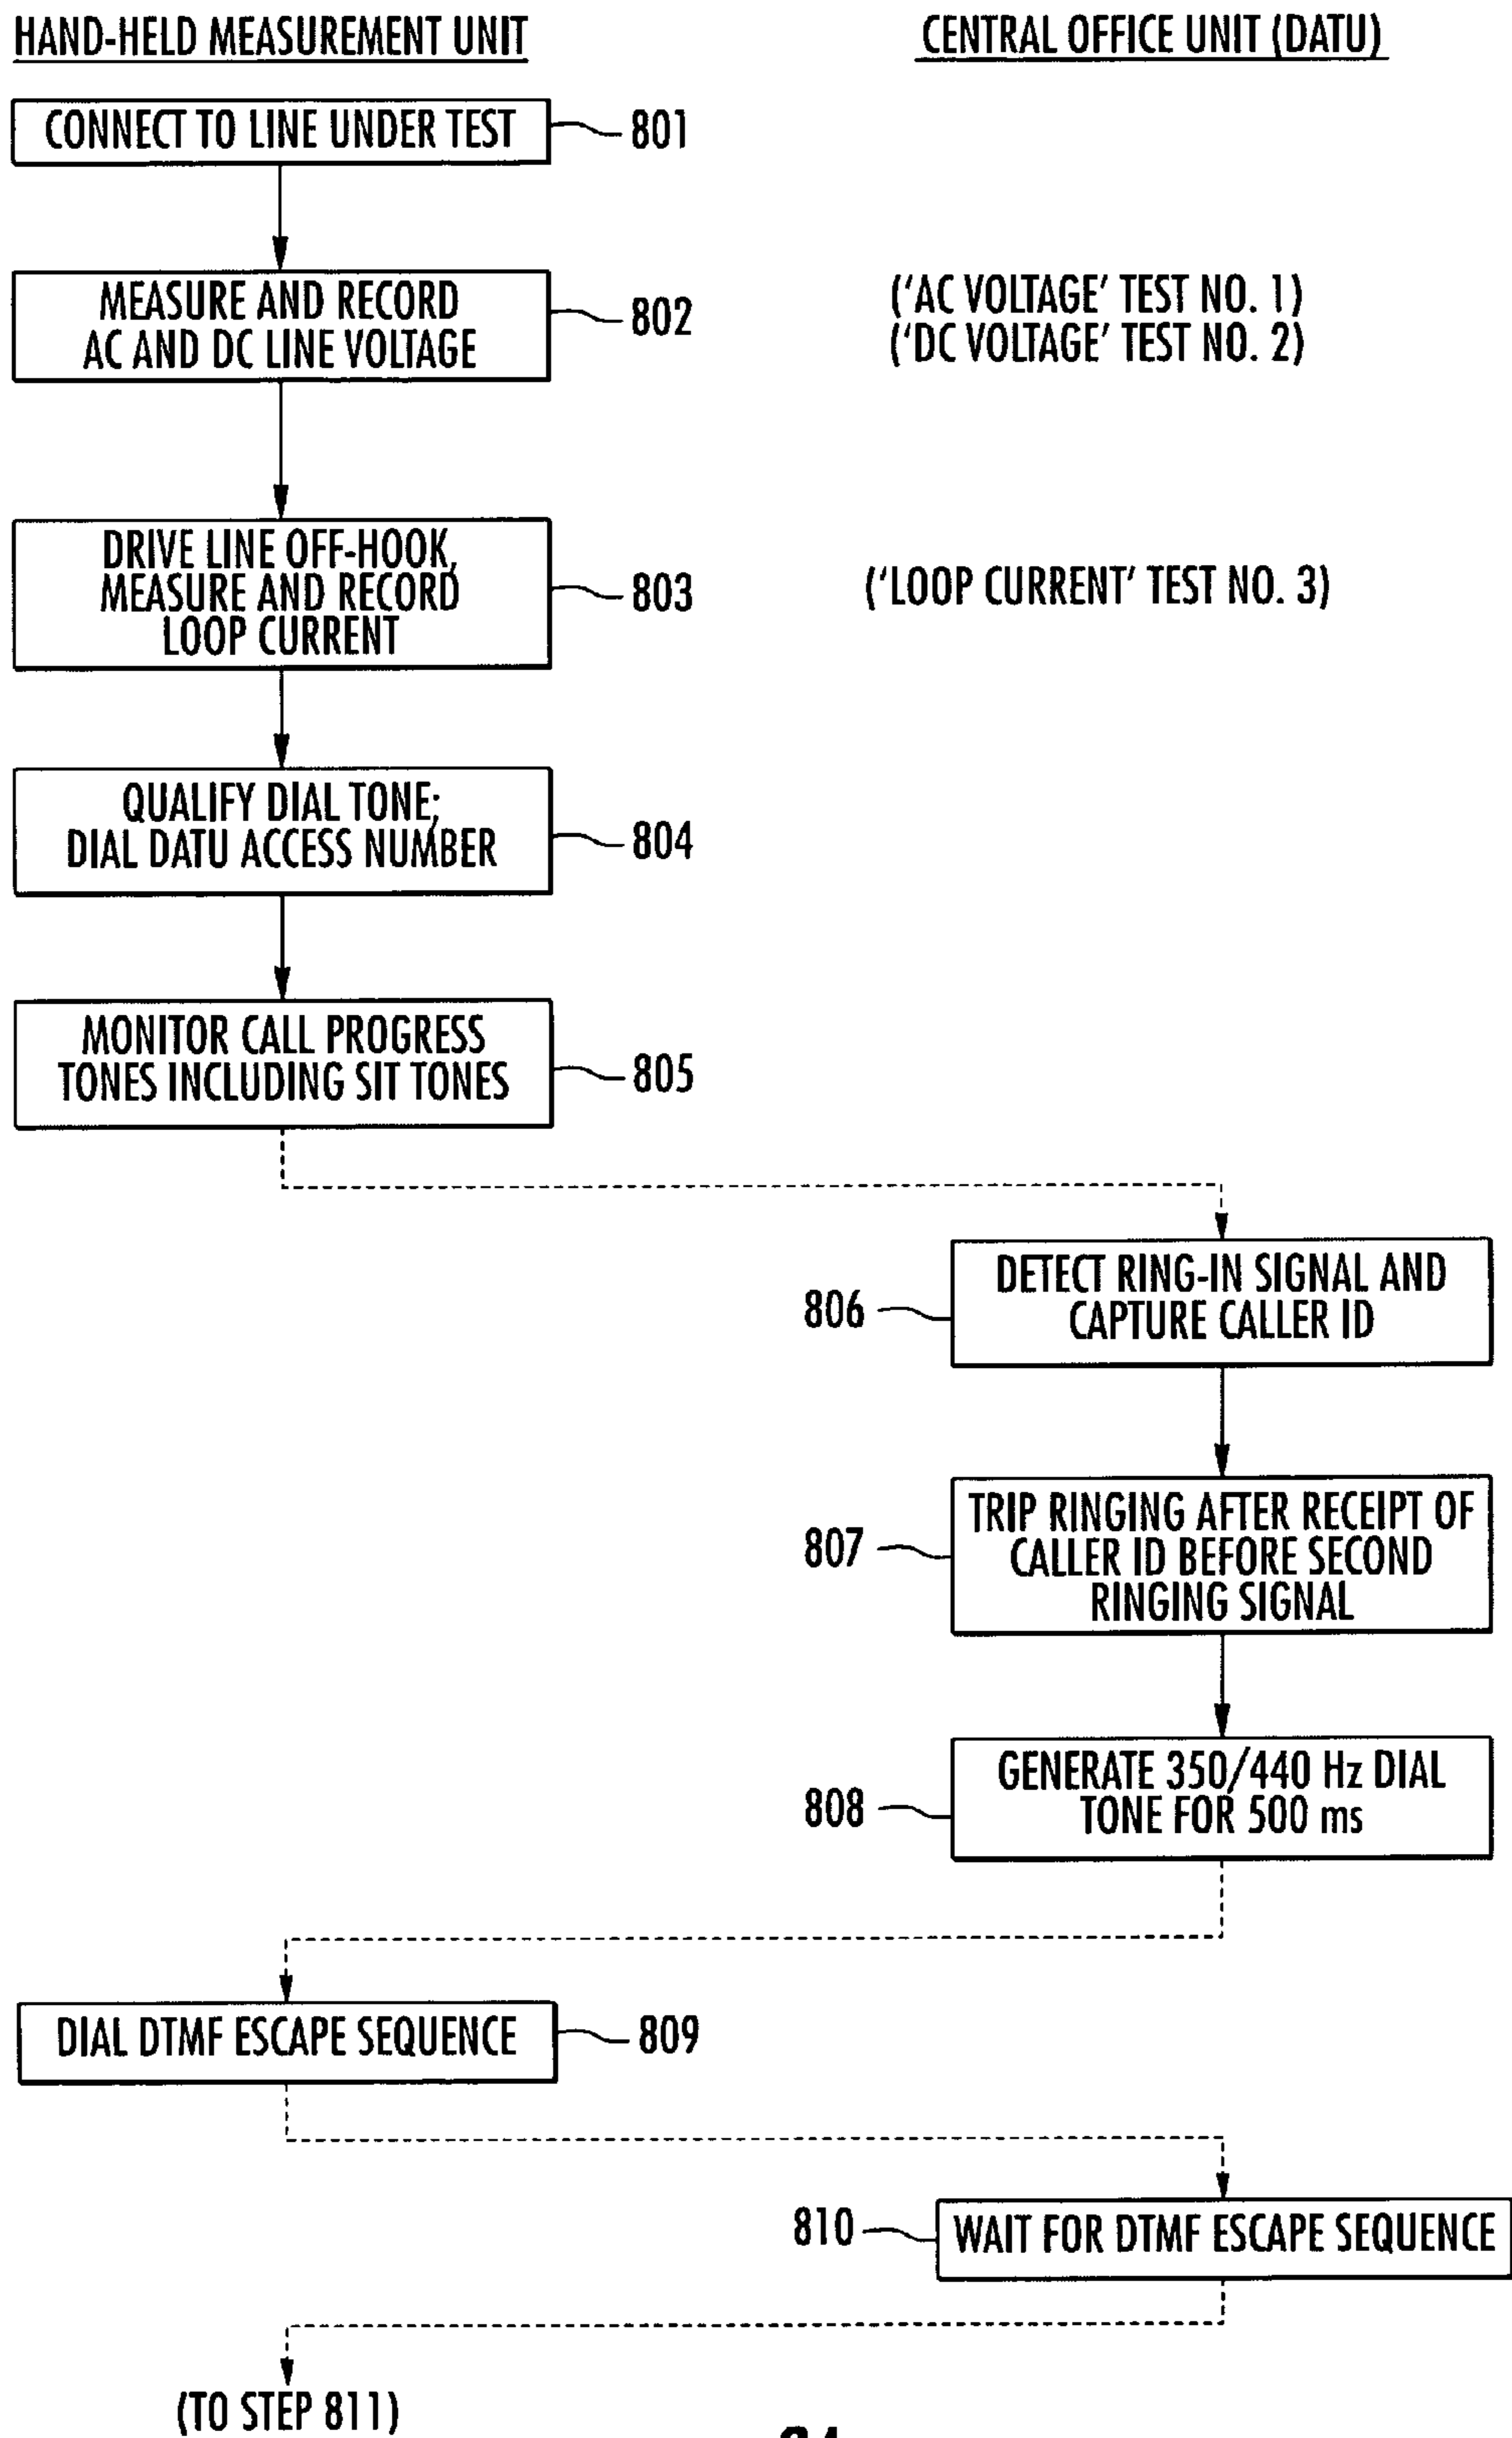 HAND-HELD MEASUREMENT UNIT
CENTRAL OFFICE UNIT (DATU)
CONNECT TO LINE UNDER TEST
801
MEASURE AND RECORD
AC AND DC LINE VOLTAGE
802
('AC VOLTAGE' TEST NO. 1)
('DC VOLTAGE' TEST NO. 2)
DRIVE LINE OFF-HOOK,
MEASURE AND RECORD
LOOP CURRENT
803
('LOOP CURRENT' TEST NO. 3)
QUALIFY DIAL TONE;
DIAL DATU ACCESS NUMBER
804
MONITOR CALL PROGRESS
TONES INCLUDING SIT TONES
805
806
DETECT RING-IN SIGNAL AND
CAPTURE CALLER ID
807
TRIP RINGING AFTER RECEIPT OF
CALLER ID BEFORE SECOND
RINGING SIGNAL
808
GENERATE 350/440 Hz DIAL
TONE FOR 500 ms
DIAL DTMF ESCAPE SEQUENCE
809
810
WAIT FOR DTMF ESCAPE SEQUENCE
(TO STEP 811)